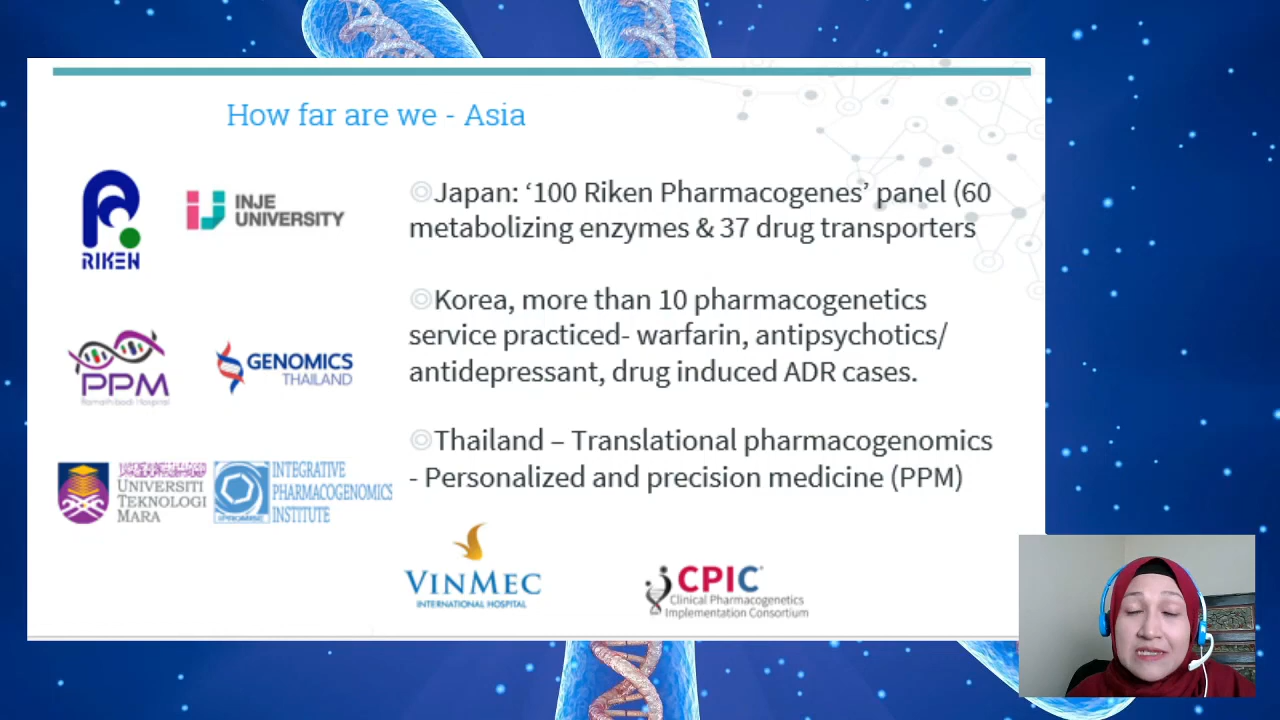 How far are we - Asia
RIKEN
INJE
UNIVERSITY
Japan: ‘100 Riken Pharmacogenes’ panel (60
metabolizing enzymes & 37 drug transporters
Korea, more than 10 pharmacogenetics
service practiced- warfarin, antipsychotics/
antidepressant, drug induced ADR cases.
PPM
Ramathibodi Hospital
GENOMICS
THAILAND
Thailand – Translational pharmacogenomics
- Personalized and precision medicine (PPM)
UNIVERSITI
TEKNOLOGI
MARA
iPROMISE
INTEGRATIVE
PHARMACOGENOMICS
INSTITUTE
VINMEC
INTERNATIONAL HOSPITAL
CPIC
Clinical Pharmacogenetics
Implementation Consortium